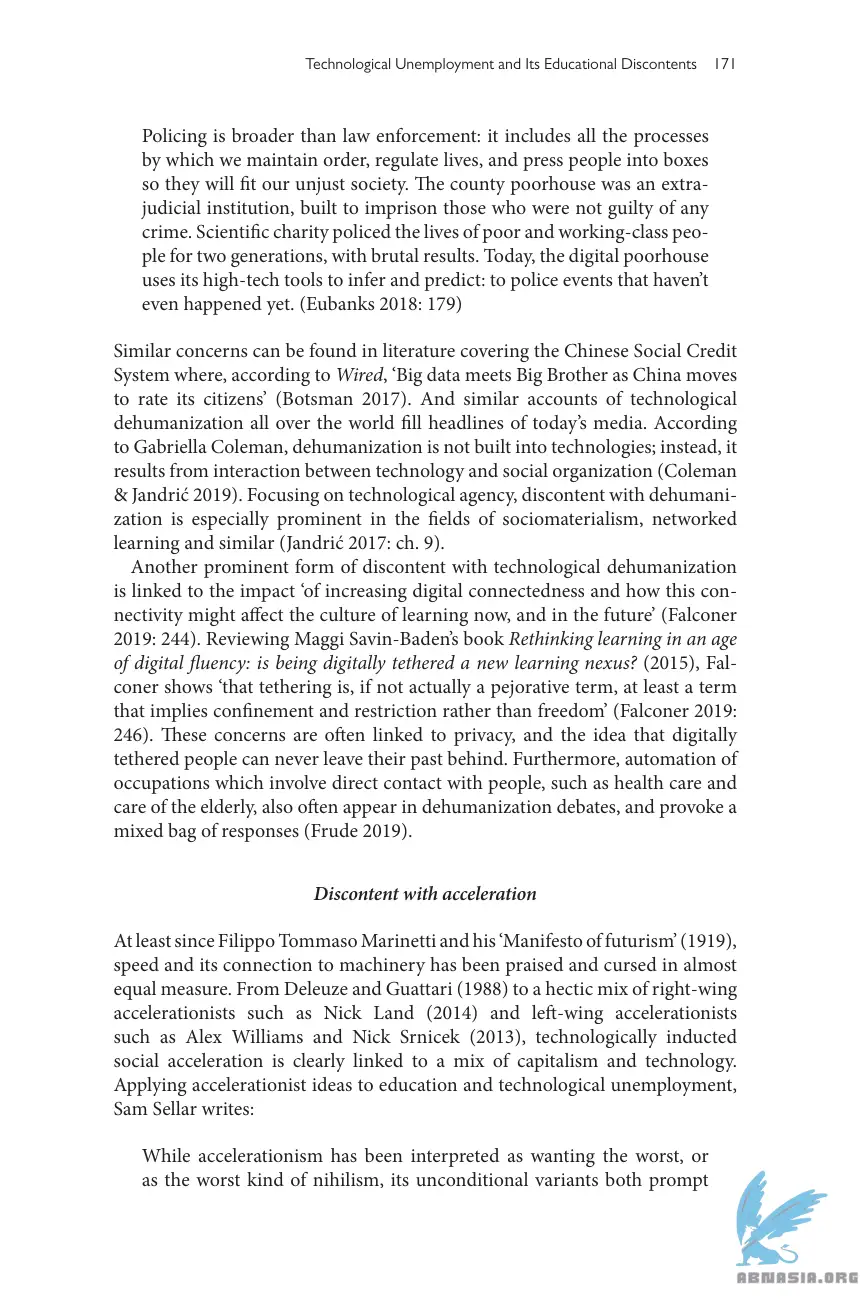 Technological Unemployment and Its Educational Discontents 171
Policing is broader than law enforcement: it includes all the processes
by which we maintain order, regulate lives, and press people into boxes
so they will fit our unjust society. The county poorhouse was an extra-
judicial institution, built to imprison those who were not guilty of any
crime. Scientific charity policed the lives of poor and working-class peo-
ple for two generations, with brutal results. Today, the digital poorhouse
uses its high-tech tools to infer and predict: to police events that haven’t
even happened yet. (Eubanks 2018: 179)
Similar concerns can be found in literature covering the Chinese Social Credit
System where, according to Wired, ‘Big data meets Big Brother as China moves
to rate its citizens’ (Botsman 2017). And similar accounts of technological
dehumanization all over the world fill headlines of today’s media. According
to Gabriella Coleman, dehumanization is not built into technologies; instead, it
results from interaction between technology and social organization (Coleman
& Jandrić 2019). Focusing on technological agency, discontent with dehumani-
zation is especially prominent in the fields of sociomaterialism, networked
learning and similar (Jandrić 2017: ch. 9).
Another prominent form of discontent with technological dehumanization
is linked to the impact ‘of increasing digital connectedness and how this con-
nectivity might affect the culture of learning now, and in the future’ (Falconer
2019: 244). Reviewing Maggi Savin-Baden’s book Rethinking learning in an age
of digital fluency: is being digitally tethered a new learning nexus? (2015), Fal-
coner shows ‘that tethering is, if not actually a pejorative term, at least a term
that implies confinement and restriction rather than freedom’ (Falconer 2019:
246). These concerns are often linked to privacy, and the idea that digitally
tethered people can never leave their past behind. Furthermore, automation of
occupations which involve direct contact with people, such as health care and
care of the elderly, also often appear in dehumanization debates, and provoke a
mixed bag of responses (Frude 2019).
Discontent with acceleration
At least since Filippo Tommaso Marinetti and his ‘Manifesto of futurism’ (1919),
speed and its connection to machinery has been praised and cursed in almost
equal measure. From Deleuze and Guattari (1988) to a hectic mix of right-wing
accelerationists such as Nick Land (2014) and left-wing accelerationists
such as Alex Williams and Nick Srnicek (2013), technologically inducted
social acceleration is clearly linked to a mix of capitalism and technology.
Applying accelerationist ideas to education and technological unemployment,
Sam Sellar writes:
While accelerationism has been interpreted as wanting the worst, or
as the worst kind of nihilism, its unconditional variants both prompt
ABNASIA.ORG